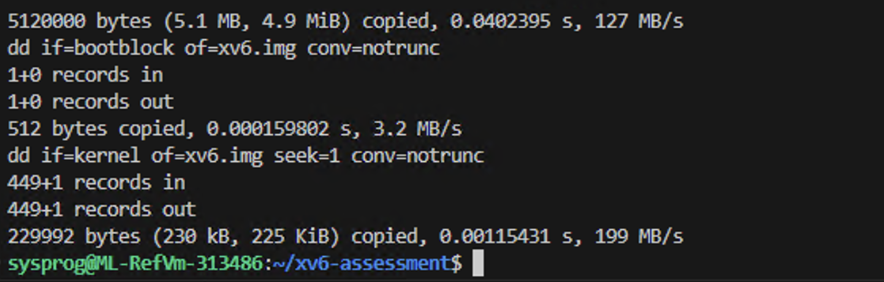 5120000 bytes (5.1 MB, 4.9 MiB) copied, 0.0402395 s, 127 MB/s
dd if=bootblock of=xv6.img conv=notrunc
1+0 records in
1+0 records out
512 bytes copied, 0.000159802 s, 3.2 MB/s
dd if=kernel of=xv6.img seek=1 conv=notrunc
449+1 records in
449+1 records out
229992 bytes (230 kB, 225 KiB) copied, 0.00115431 s, 199 MB/s
sysprog@ML-RefVm-313486:~/xv6-assessment$